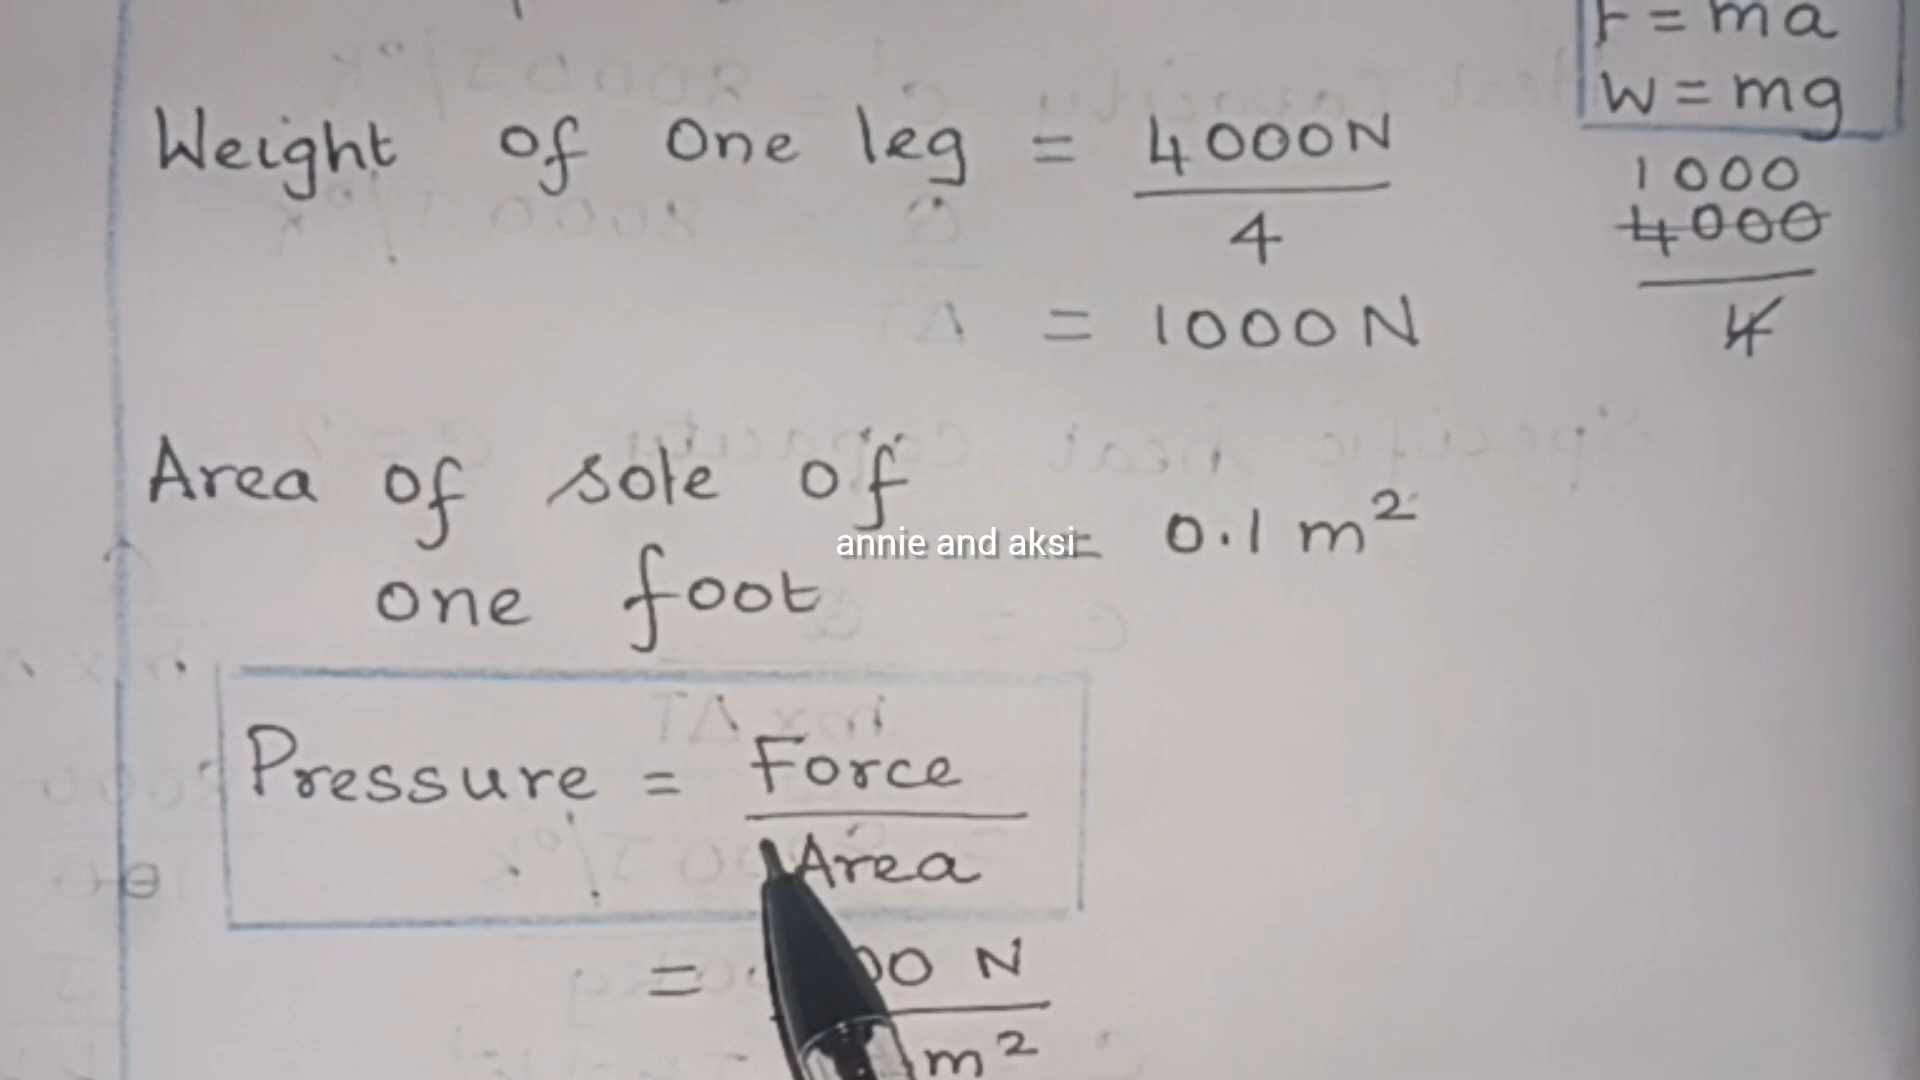 F = ma
W = mg
Weight of one leg = 4000N
4
= 1000N
1000
4000
4
Area of sole of
one foot = 0.1 m²
annie and aksi
Pressure = Force
Area
= N
m²